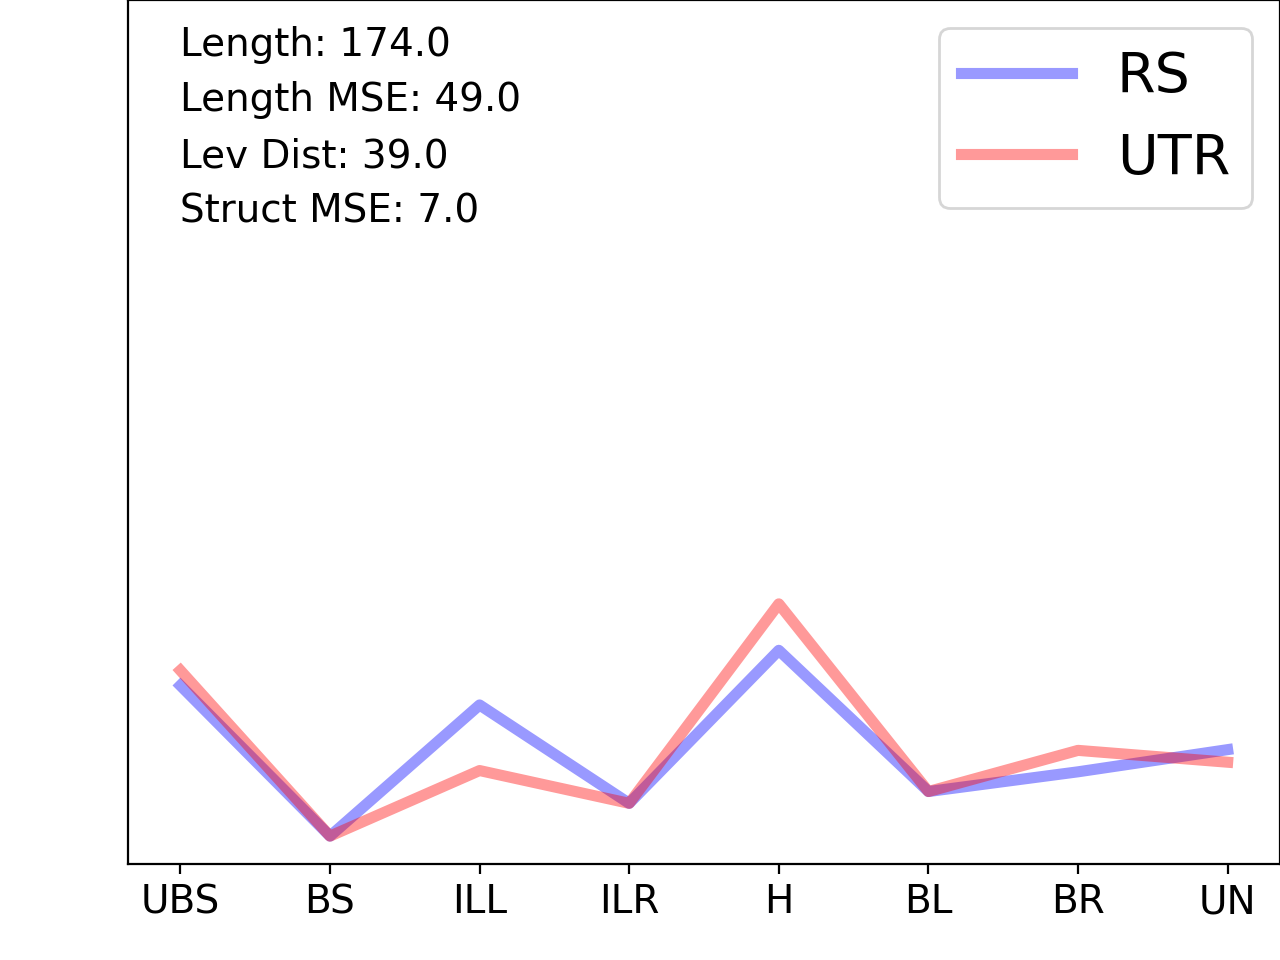 Length: 174.0
Length MSE: 49.0
Lev Dist: 39.0
Struct MSE: 7.0
RS
UTR
UBS BS ILL ILR H BL BR UN